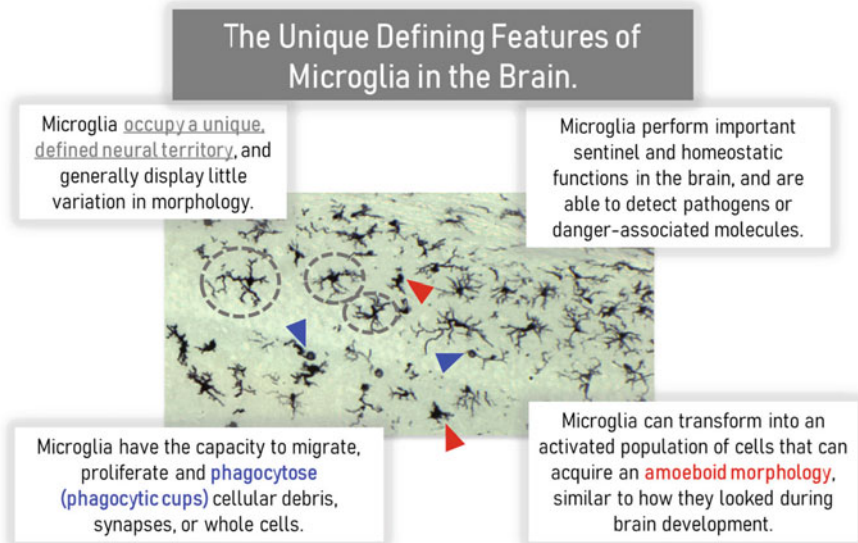 The Unique Defining Features of
Microglia in the Brain.
Microglia occupy a unique,
defined neural territory, and
generally display little
variation in morphology.
Microglia perform important
sentinel and homeostatic
functions in the brain, and are
able to detect pathogens or
danger-associated molecules.
Microglia have the capacity to migrate,
proliferate and phagocytose
(phagocytic cups) cellular debris,
synapses, or whole cells.
Microglia can transform into an
activated population of cells that can
acquire an amoeboid morphology,
similar to how they looked during
brain development.